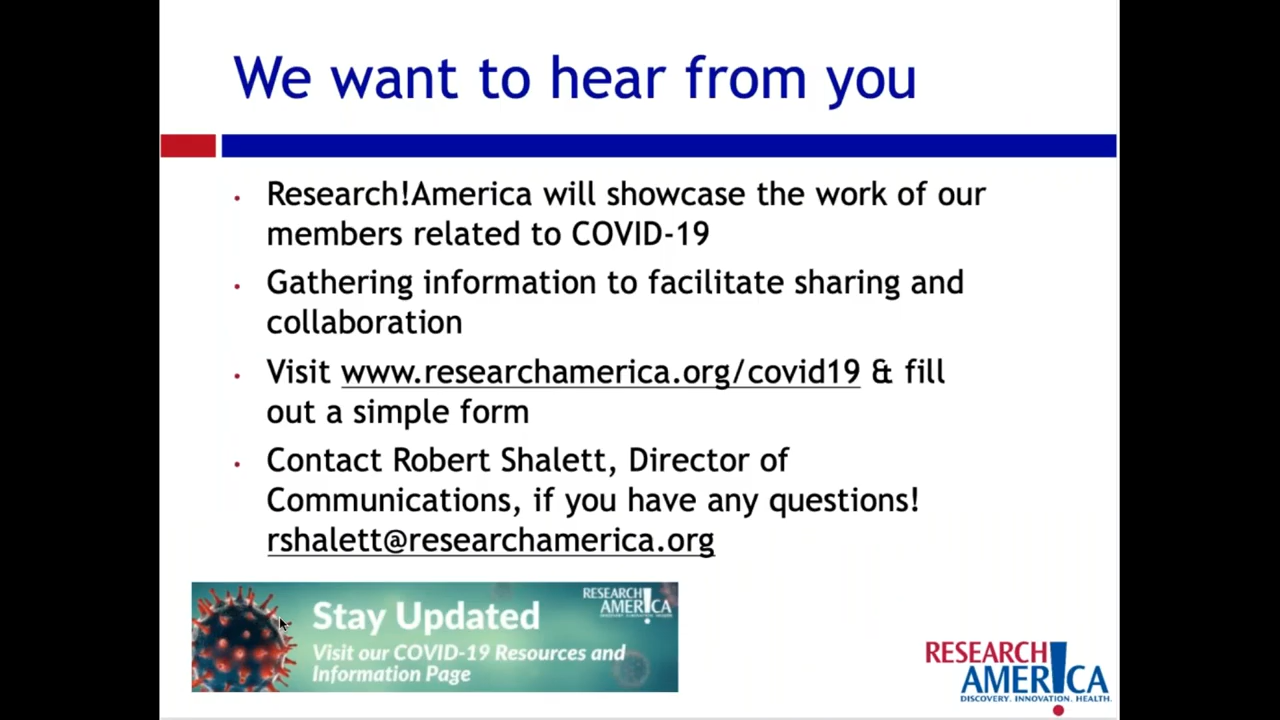 We want to hear from you
• Research!America will showcase the work of our
members related to COVID-19
• Gathering information to facilitate sharing and
collaboration
• Visit www.researchamerica.org/covid19 & fill
out a simple form
• Contact Robert Shalett, Director of
Communications, if you have any questions!
rshalett@researchamerica.org
RESEARCH!
AMERICA
DISCOVERY. INNOVATION. HEALTH.
Stay Updated
Visit our COVID-19 Resources and
Information Page
RESEARCH!
AMERICA
DISCOVERY. INNOVATION. HEALTH.